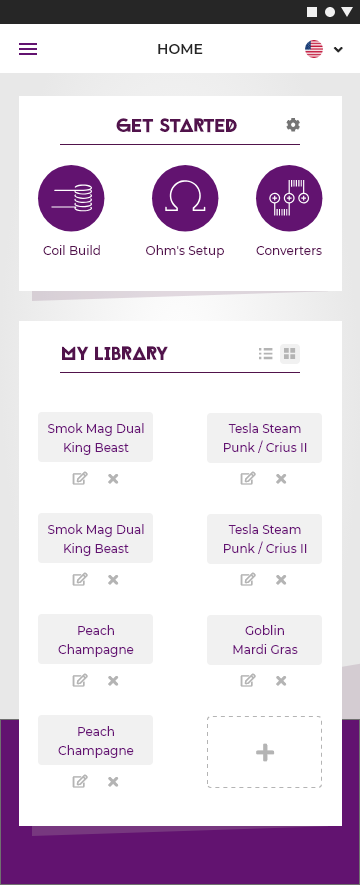 HOME
GET STARTED
Coil Build
Ohm's Setup
Converters
MY LIBRARY
Smok Mag Dual
King Beast
Tesla Steam
Punk / Crius II
Smok Mag Dual
King Beast
Tesla Steam
Punk / Crius II
Peach
Champagne
Goblin
Mardi Gras
Peach
Champagne